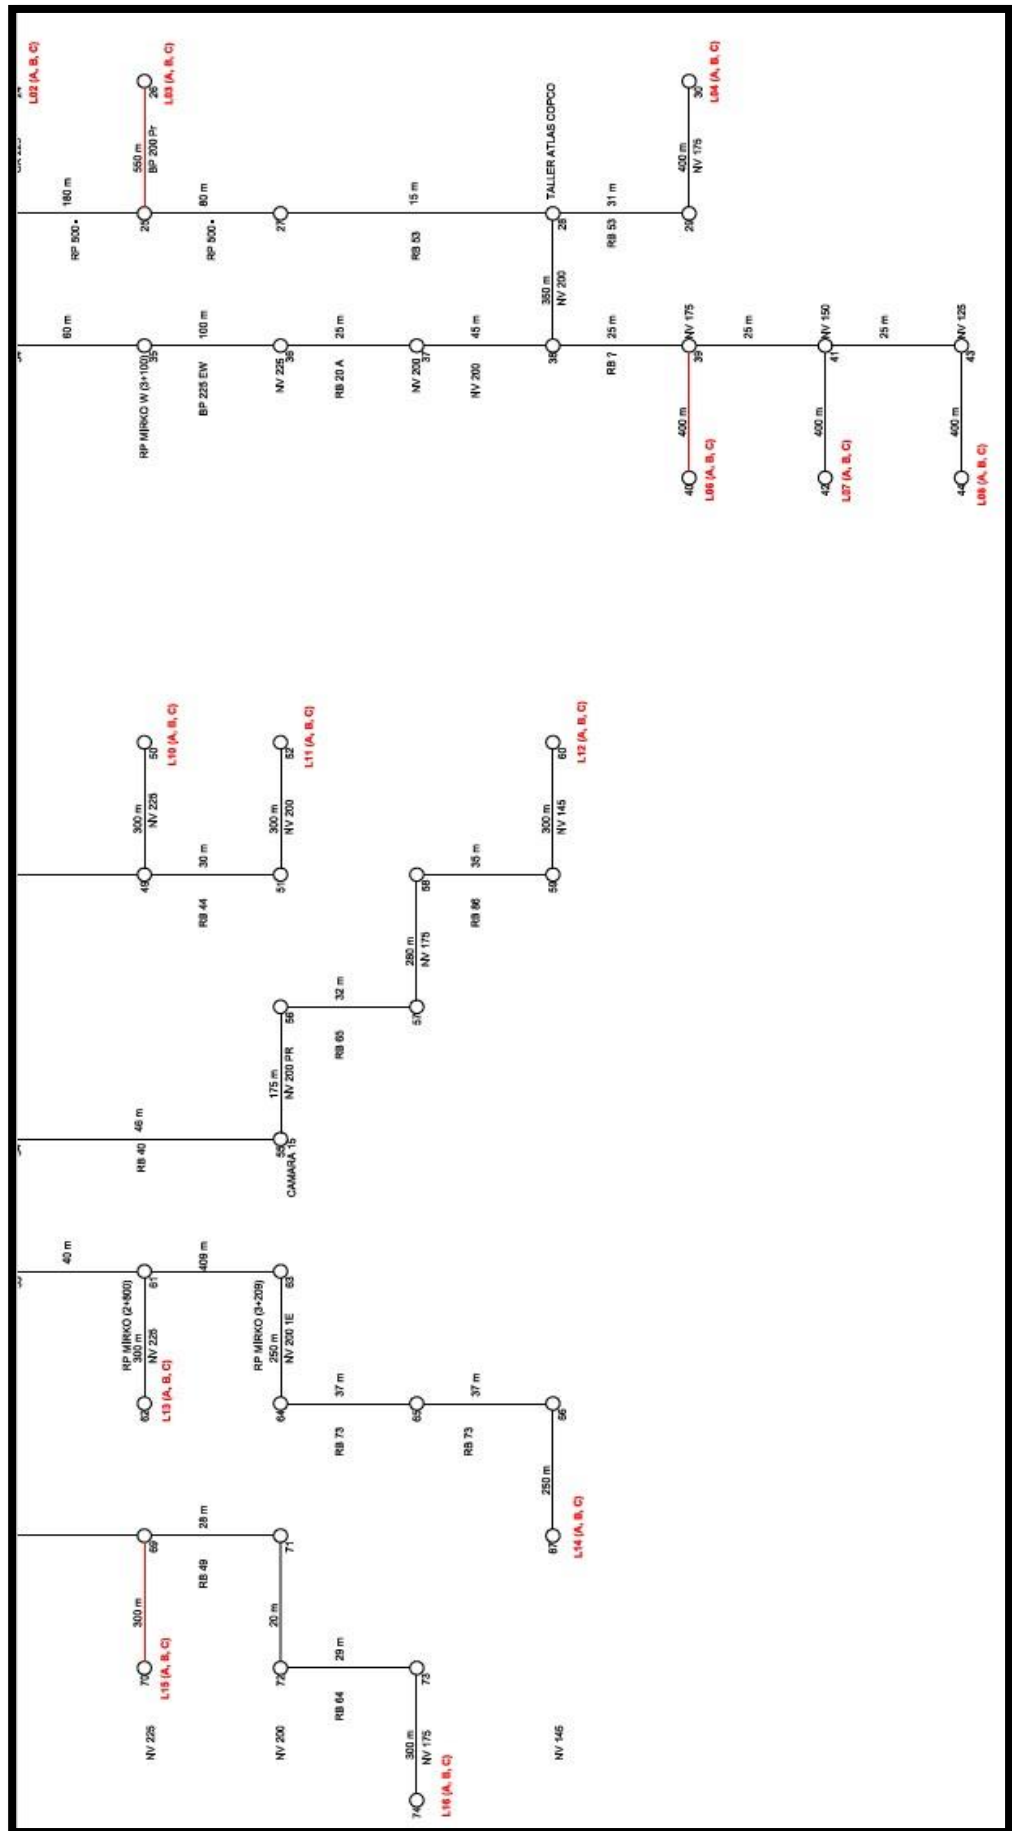 L02 (A, B, C)
180 m
RP 500
25
550 m
BP 200 Pr
26
L03 (A, B, C)
80 m
RP 500
27
15 m
RB 53
TALLER ATLAS COPCO
28
350 m
NV 200
31 m
RB 53
29
400 m
NV 175
30
L04 (A, B, C)
60 m
RP MIRKO W (3+100)
35
100 m
BP 225 EW
NV 225
36
25 m
RB 20 A
NV 200
37
45 m
NV 200
38
25 m
RB 7
NV 175
39
400 m
40
L06 (A, B, C)
25 m
NV 150
41
400 m
42
L07 (A, B, C)
25 m
NV 125
43
400 m
44
L08 (A, B, C)
49
300 m
NV 225
50
L10 (A, B, C)
30 m
RB 44
51
300 m
NV 200
52
L11 (A, B, C)
46 m
RB 40
55
CAMARA 15
175 m
NV 200 PR
56
32 m
RB 65
57
280 m
NV 175
58
35 m
RB 86
59
300 m
NV 145
60
L12 (A, B, C)
40 m
RP MIRKO (2+800)
61
300 m
NV 225
62
L13 (A, B, C)
409 m
RP MIRKO (3+209)
63
250 m
NV 200 1E
64
37 m
RB 73
65
37 m
RB 73
66
250 m
67
L14 (A, B, C)
69
300 m
70
L15 (A, B, C)
28 m
RB 49
71
20 m
72
29 m
RB 64
73
300 m
NV 175
74
L16 (A, B, C)
NV 225
NV 200
NV 145